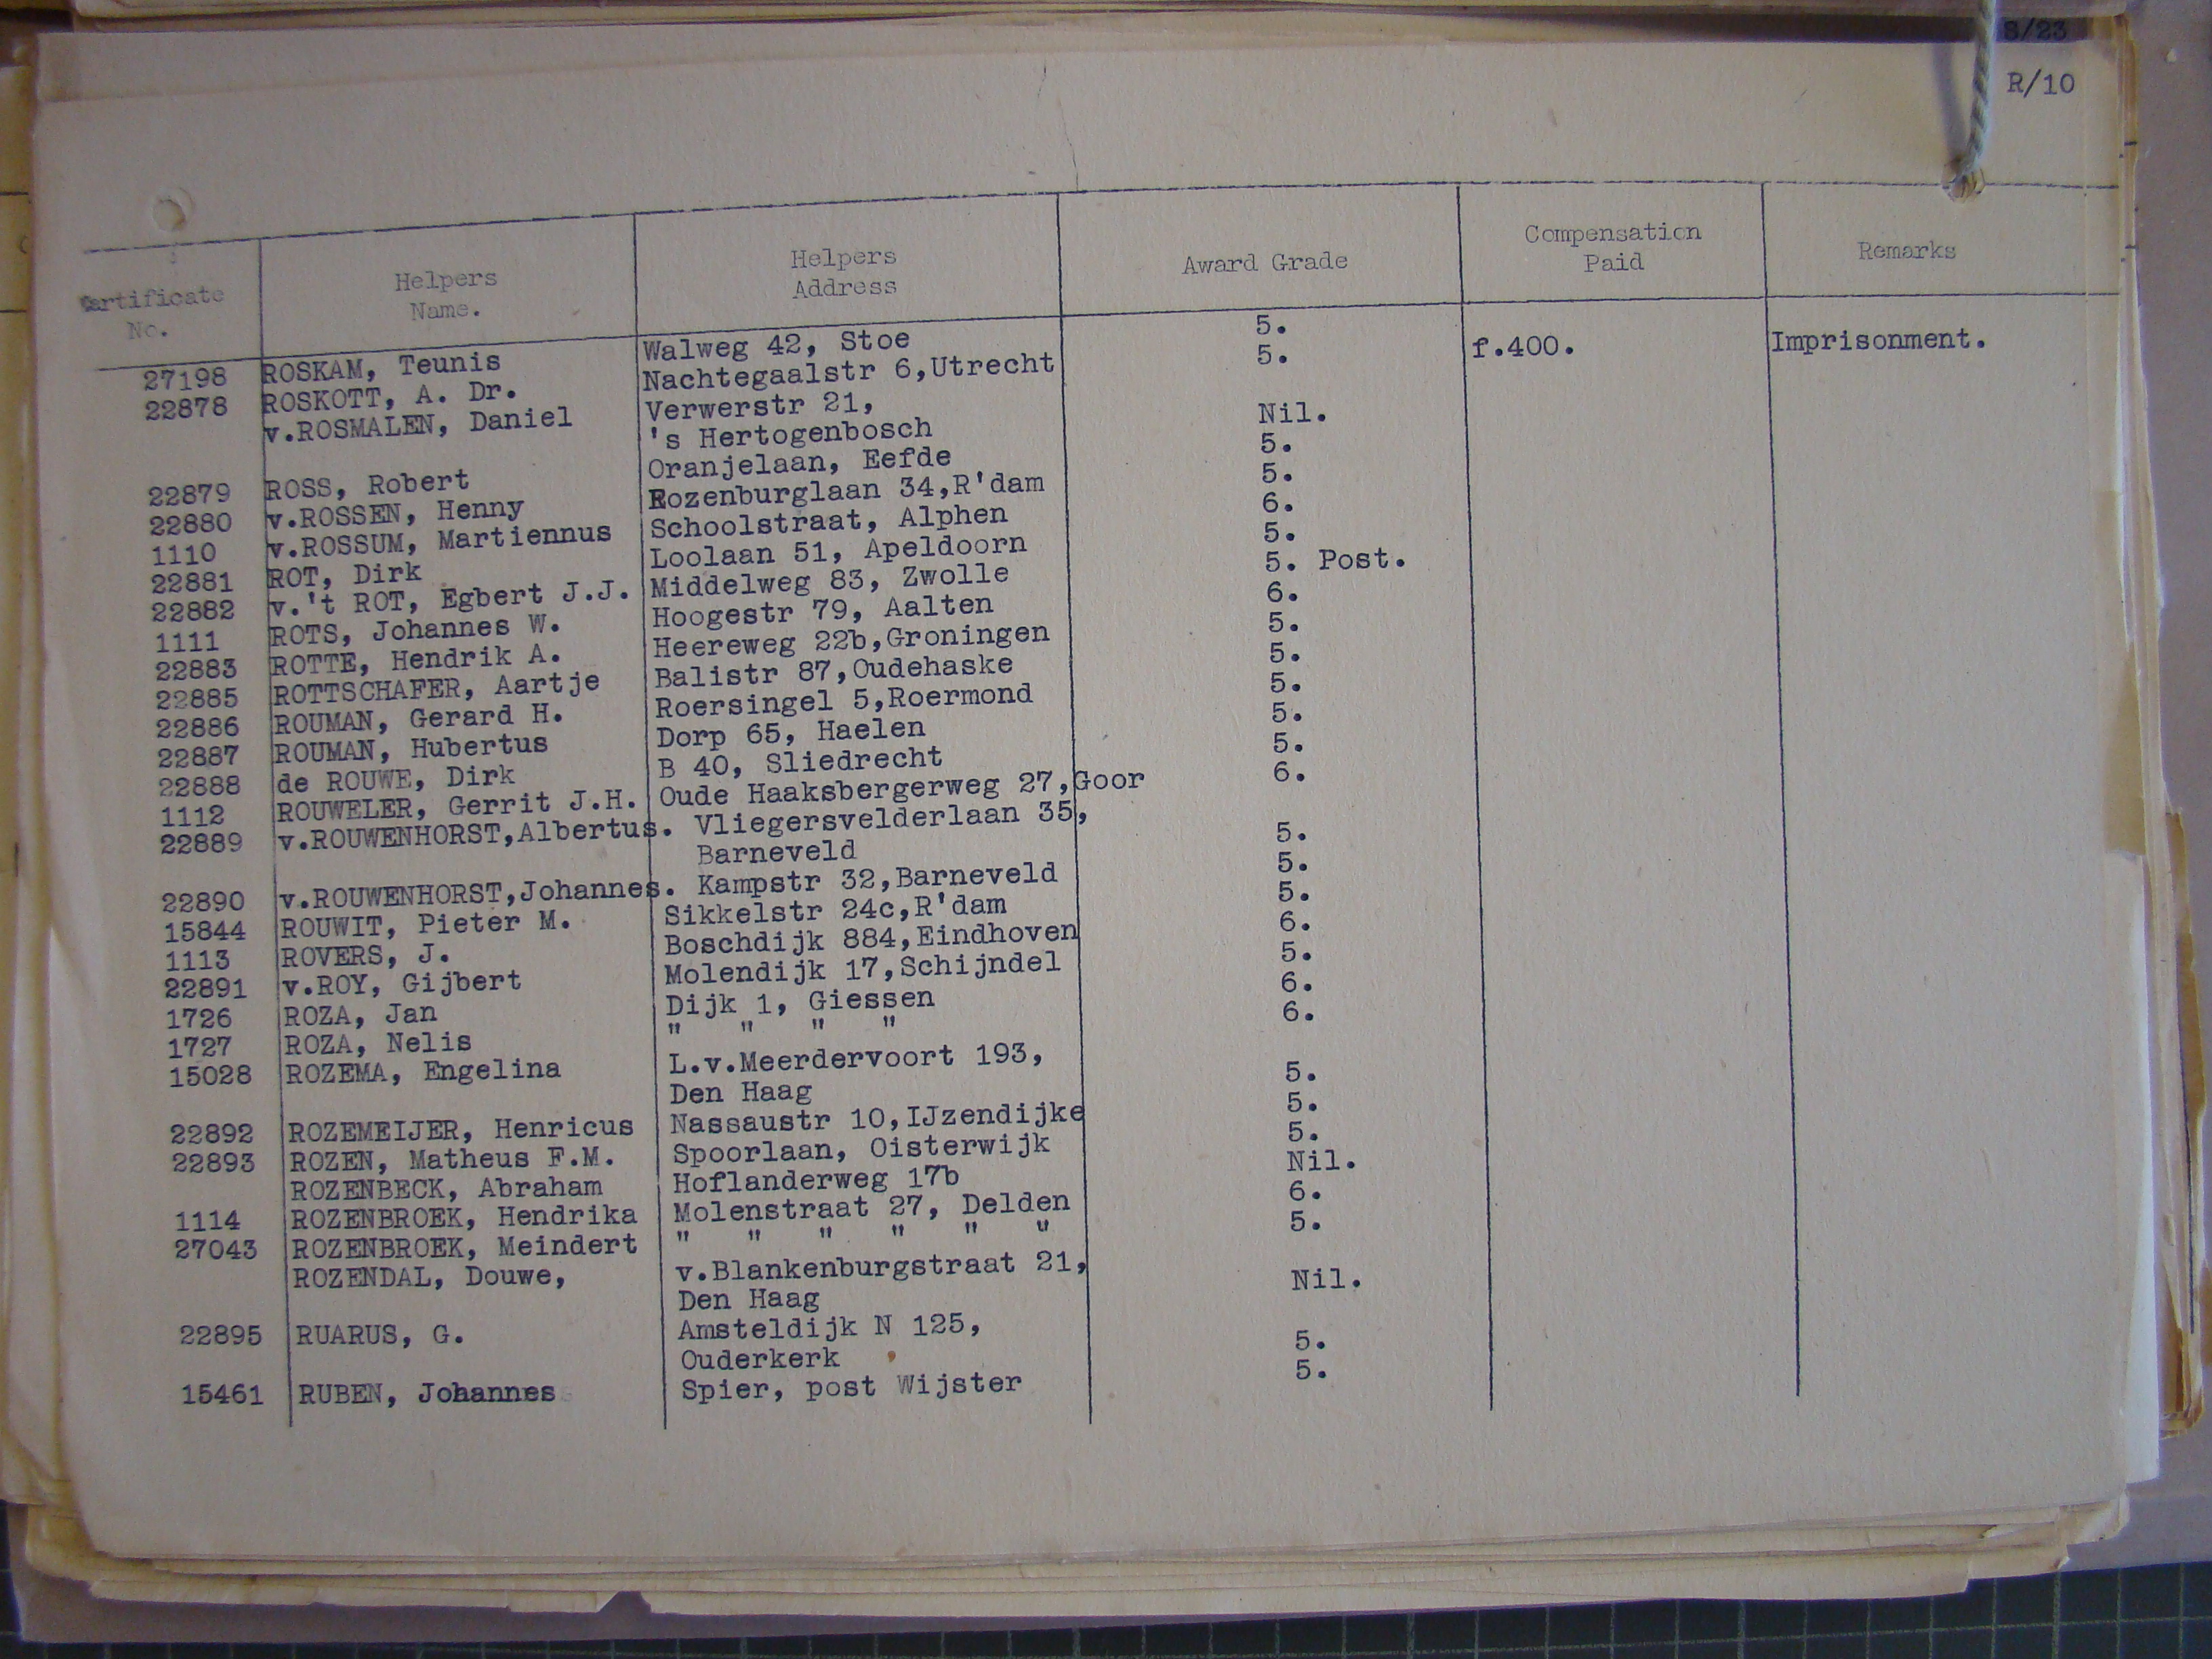 S/23
R/10
Certificate No. Helpers Name. Helpers Address Award Grade Compensation Paid Remarks
27198 ROSKAM, Teunis Walweg 42, Stoe 5.
22878 ROSKOTT, A. Dr. Nachtegaalstr 6,Utrecht 5. f.400. Imprisonment.
v.ROSMALEN, Daniel Verwerstr 21,
's Hertogenbosch Nil.
22879 ROSS, Robert Oranjelaan, Eefde 5.
22880 v.ROSSEN, Henny Rozenburglaan 34,R'dam 5.
1110 v.ROSSUM, Martiennus Schoolstraat, Alphen 6.
22881 ROT, Dirk Loolaan 51, Apeldoorn 5.
22882 v.'t ROT, Egbert J.J. Middelweg 83, Zwolle 5. Post.
1111 ROTS, Johannes W. Hoogestr 79, Aalten 6.
22883 ROTTE, Hendrik A. Heereweg 22b,Groningen 5.
22885 ROTTSCHAFER, Aartje Balistr 87,Oudehaske 5.
22886 ROUMAN, Gerard H. Roersingel 5,Roermond 5.
22887 ROUMAN, Hubertus Dorp 65, Haelen 5.
22888 de ROUWE, Dirk B 40, Sliedrecht 5.
1112 ROUWELER, Gerrit J.H. Oude Haaksbergerweg 27,Goor 6.
22889 v.ROUWENHORST,Albertus. Vliegersvelderlaan 35,
Barneveld 5.
22890 v.ROUWENHORST,Johannes. Kampstr 32,Barneveld 5.
15844 ROUWIT, Pieter M. Sikkelstr 24c,R'dam 5.
1113 ROVERS, J. Boschdijk 884,Eindhoven 6.
22891 v.ROY, Gijbert Molendijk 17,Schijndel 5.
1726 ROZA, Jan Dijk 1, Giessen 6.
1727 ROZA, Nelis " " " " 6.
15028 ROZEMA, Engelina L.v.Meerdervoort 193,
Den Haag 5.
22892 ROZEMEIJER, Henricus Nassaustr 10,IJzendijke 5.
22893 ROZEN, Matheus F.M. Spoorlaan, Oisterwijk 5.
ROZENBECK, Abraham Hoflanderweg 17b Nil.
1114 ROZENBROEK, Hendrika Molenstraat 27, Delden 6.
27043 ROZENBROEK, Meindert " " " " " " 5.
ROZENDAL, Douwe, v.Blankenburgstraat 21,
Den Haag Nil.
22895 RUARUS, G. Amsteldijk N 125,
Ouderkerk 5.
15461 RUBEN, Johannes Spier, post Wijster 5.